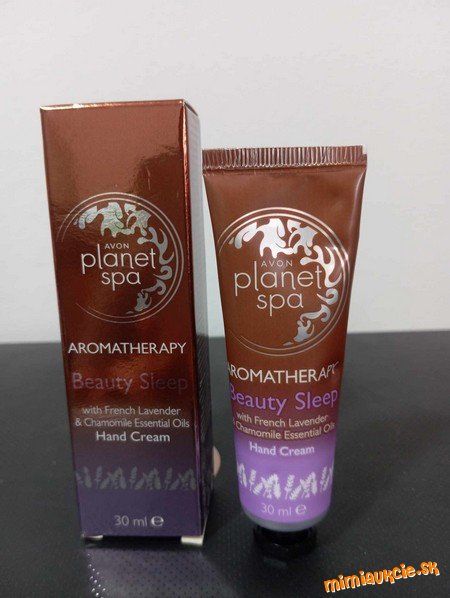 AVON
planet
spa
AROMATHERAPY
Beauty Sleep
with French Lavender
& Chamomile Essential Oils
Hand Cream
30 ml e
AVON
planet
spa
AROMATHERAPY
Beauty Sleep
with French Lavender
& Chamomile Essential Oils
Hand Cream
30 ml e
mimiaukcie.sk